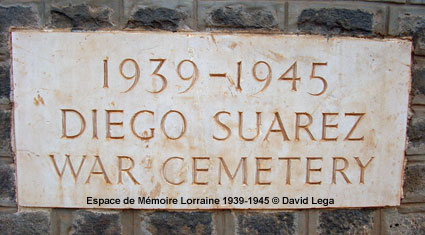 1939-1945
DIEGO SUAREZ
WAR CEMETERY
Espace de Mémoire Lorraine 1939-1945 © David Lega